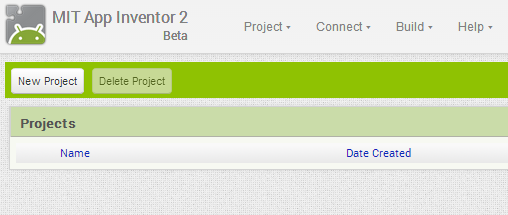 MIT App Inventor 2
Beta
Project Connect Build Help
New Project Delete Project
Projects
Name Date Created